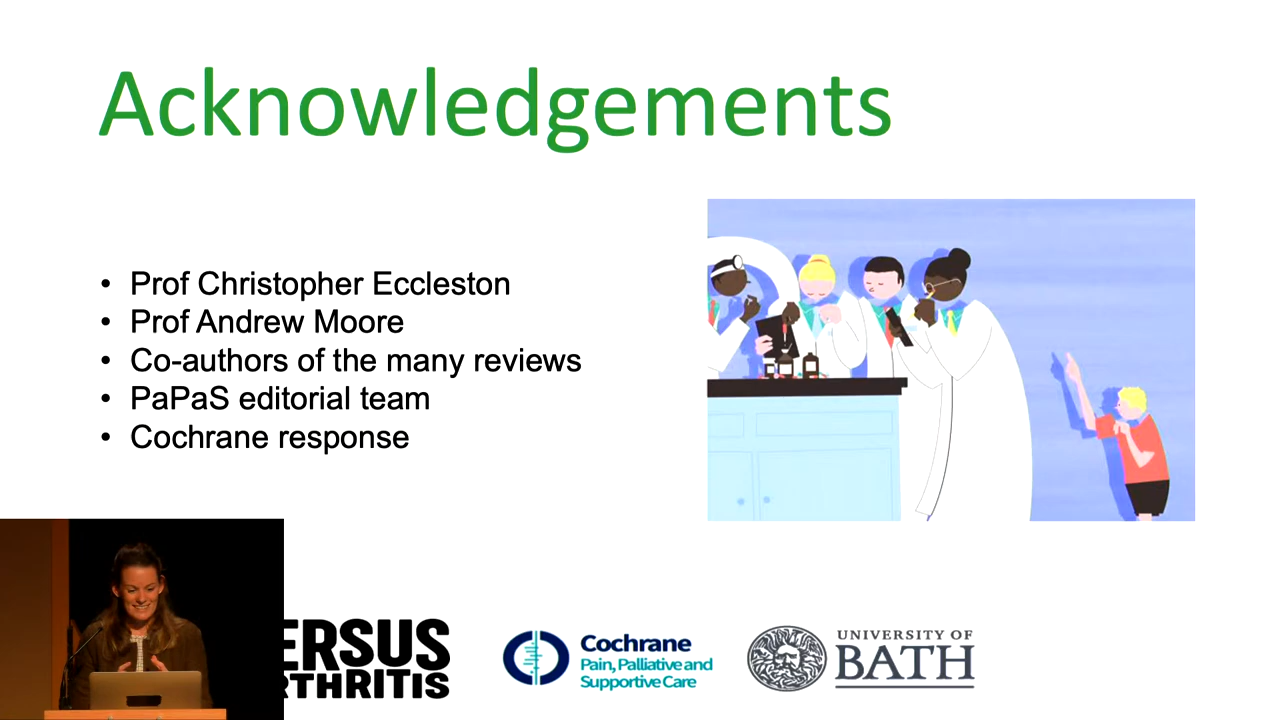 Acknowledgements
• Prof Christopher Eccleston
• Prof Andrew Moore
• Co-authors of the many reviews
• PaPaS editorial team
• Cochrane response
ERSUS
RTHRITIS
Cochrane
Pain, Palliative and
Supportive Care
UNIVERSITY OF
BATH